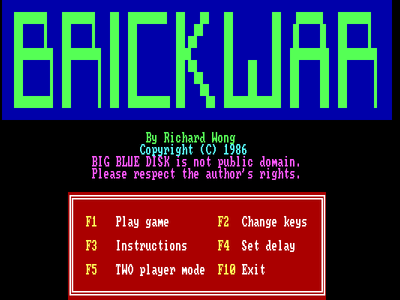 BRICKWAR
By Richard Wong
Copyright (C) 1986
BIG BLUE DISK is not public domain.
Please respect the author's rights.
F1 Play game F2 Change keys
F3 Instructions F4 Set delay
F5 TWO player mode F10 Exit